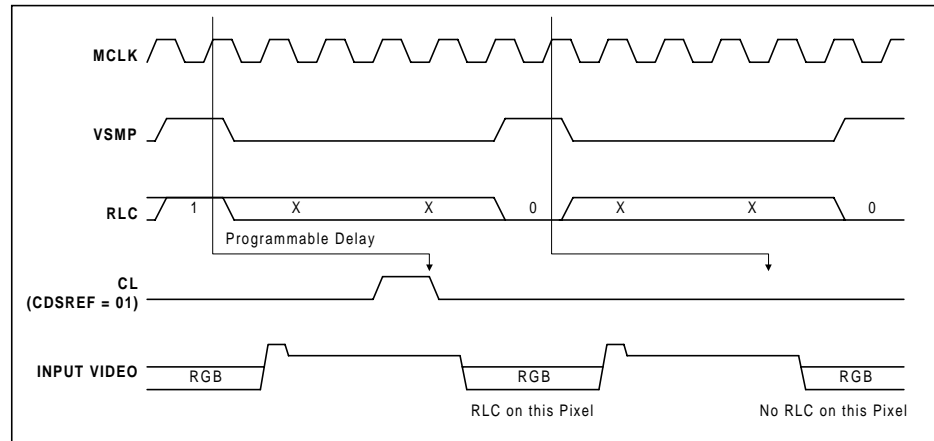 MCLK
VSMP
RLC
1 X X 0 X X 0
Programmable Delay
CL
(CDSREF = 01)
INPUT VIDEO
RGB RGB RGB
RLC on this Pixel No RLC on this Pixel